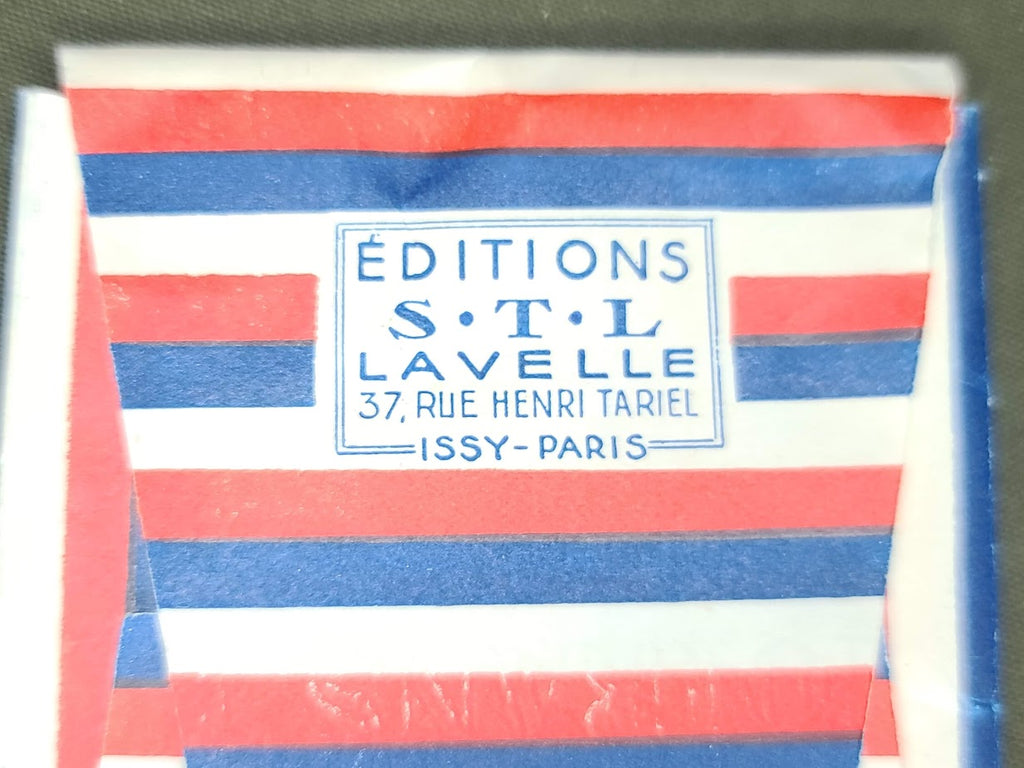 ÉDITIONS
S·T·L
LAVELLE
37, RUE HENRI TARIEL
ISSY-PARIS